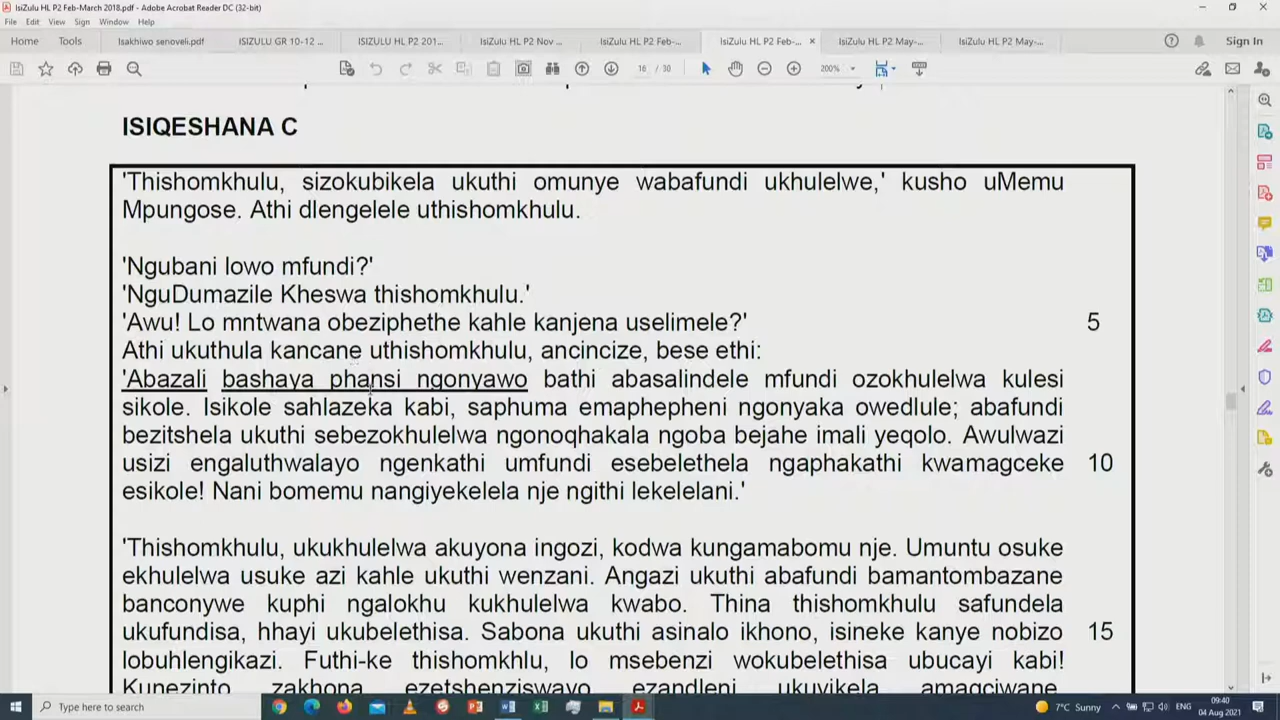 IsiZulu HL P2 Feb-March 2018.pdf - Adobe Acrobat Reader DC (32-bit)
File Edit View Sign Window Help
Home Tools Isakhiwo senoveli.pdf ISIZULU GR 10-12 ... ISIZULU HL P2 201... IsiZulu HL P2 Nov ... IsiZulu HL P2 Feb-... IsiZulu HL P2 Feb-... × IsiZulu HL P2 May-... IsiZulu HL P2 May-... Sign In
16 / 30 200%
ISIQESHANA C
'Thishomkhulu, sizokubikela ukuthi omunye wabafundi ukhulelwe,' kusho uMemu
Mpungose. Athi dlengelele uthishomkhulu.
'Ngubani lowo mfundi?'
'NguDumazile Kheswa thishomkhulu.'
'Awu! Lo mntwana obeziphethe kahle kanjena uselimele?' 5
Athi ukuthula kancane uthishomkhulu, ancincize, bese ethi:
'Abazali bashaya phansi ngonyawo bathi abasalindele mfundi ozokhulelwa kulesi
sikole. Isikole sahlazeka kabi, saphuma emaphepheni ngonyaka owedlule; abafundi
bezitshela ukuthi sebezokhulelwa ngonoqhakala ngoba bejahe imali yeqolo. Awulwazi
usizi engaluthwalayo ngenkathi umfundi esebelethela ngaphakathi kwamagceke 10
esikole! Nani bomemu nangiyekelela nje ngithi lekelelani.'
'Thishomkhulu, ukukhulelwa akuyona ingozi, kodwa kungamabomu nje. Umuntu osuke
ekhulelwa usuke azi kahle ukuthi wenzani. Angazi ukuthi abafundi bamantombazane
banconywe kuphi ngalokhu kukhulelwa kwabo. Thina thishomkhulu safundela
ukufundisa, hhayi ukubelethisa. Sabona ukuthi asinalo ikhono, isineke kanye nobizo 15
lobuhlengikazi. Futhi-ke thishomkhlu, lo msebenzi wokubelethisa ubucayi kabi!
Kunezinto zakhona ezetshenziswayo ezandleni ukuvikela amagciwane.
Type here to search
7°C Sunny
09:40
04 Aug 2021